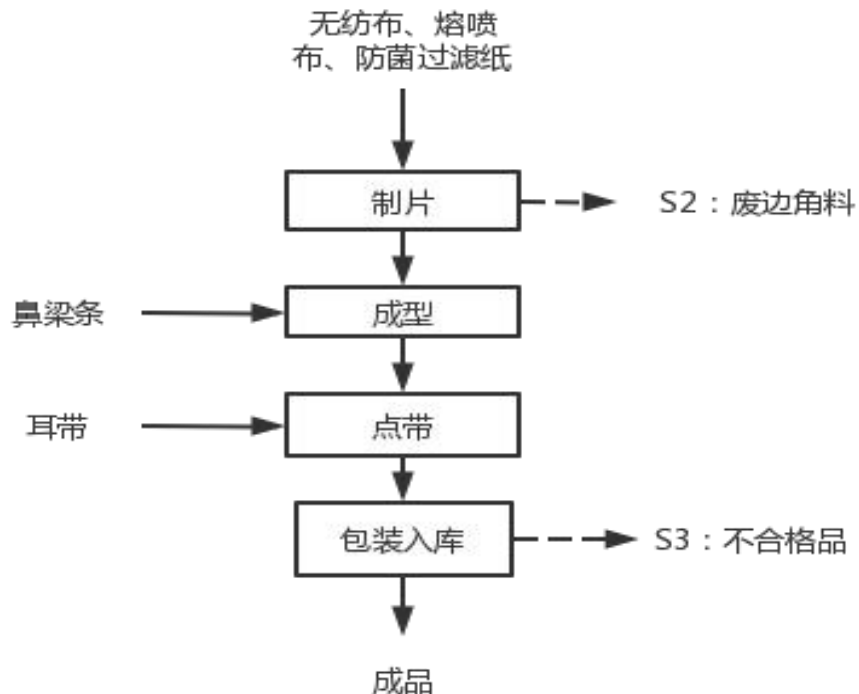 无纺布、熔喷
布、防菌过滤纸
制片
S2：废边角料
鼻梁条
成型
耳带
点带
包装入库
S3：不合格品
成品